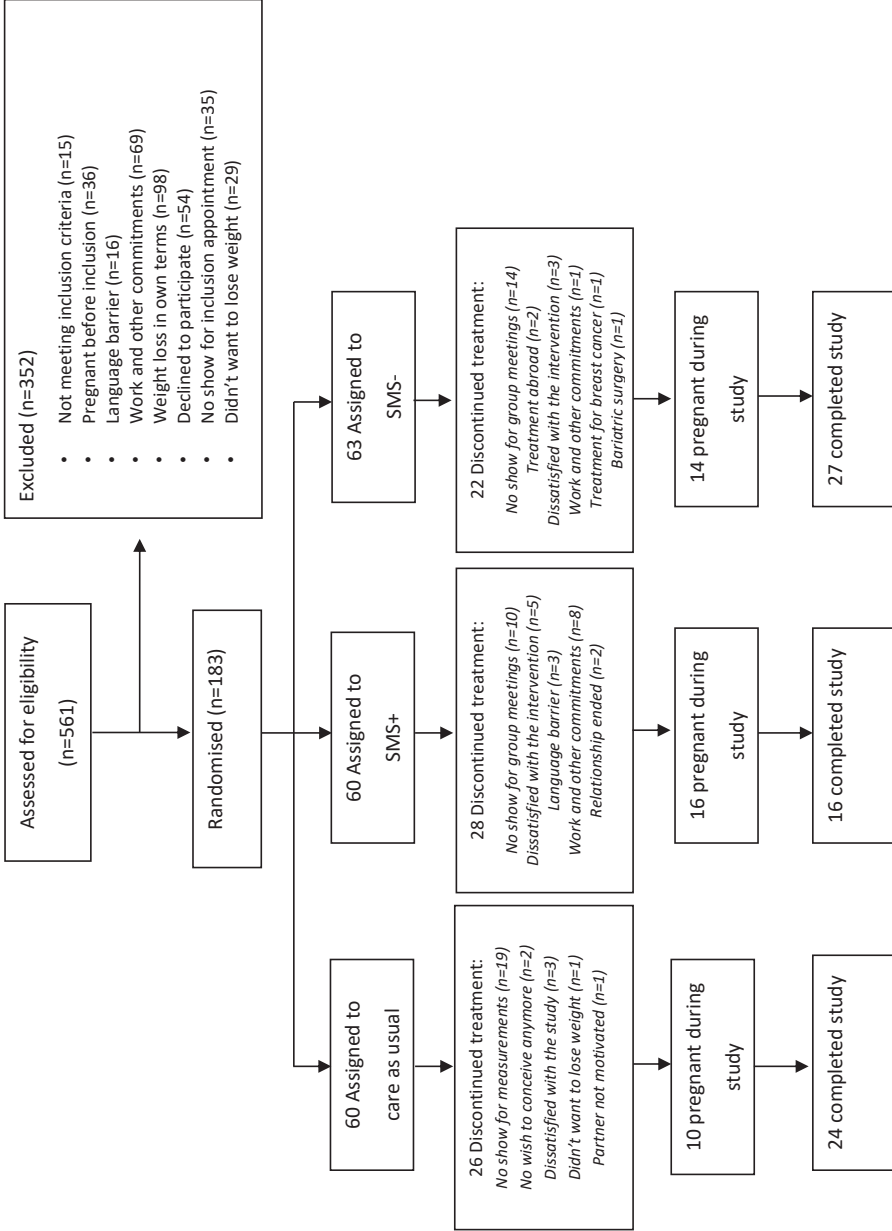 Assessed for eligibility
(n=561)
Excluded (n=352)
• Not meeting inclusion criteria (n=15)
• Pregnant before inclusion (n=36)
• Language barrier (n=16)
• Work and other commitments (n=69)
• Weight loss in own terms (n=98)
• Declined to participate (n=54)
• No show for inclusion appointment (n=35)
• Didn't want to lose weight (n=29)
Randomised (n=183)
60 Assigned to
care as usual
60 Assigned to
SMS+
63 Assigned to
SMS-
26 Discontinued treatment:
No show for measurements (n=19)
No wish to conceive anymore (n=2)
Dissatisfied with the study (n=3)
Didn't want to lose weight (n=1)
Partner not motivated (n=1)
28 Discontinued treatment:
No show for group meetings (n=10)
Dissatisfied with the intervention (n=5)
Language barrier (n=3)
Work and other commitments (n=8)
Relationship ended (n=2)
22 Discontinued treatment:
No show for group meetings (n=14)
Treatment abroad (n=2)
Dissatisfied with the intervention (n=3)
Work and other commitments (n=1)
Treatment for breast cancer (n=1)
Bariatric surgery (n=1)
10 pregnant during
study
16 pregnant during
study
14 pregnant during
study
24 completed study
16 completed study
27 completed study